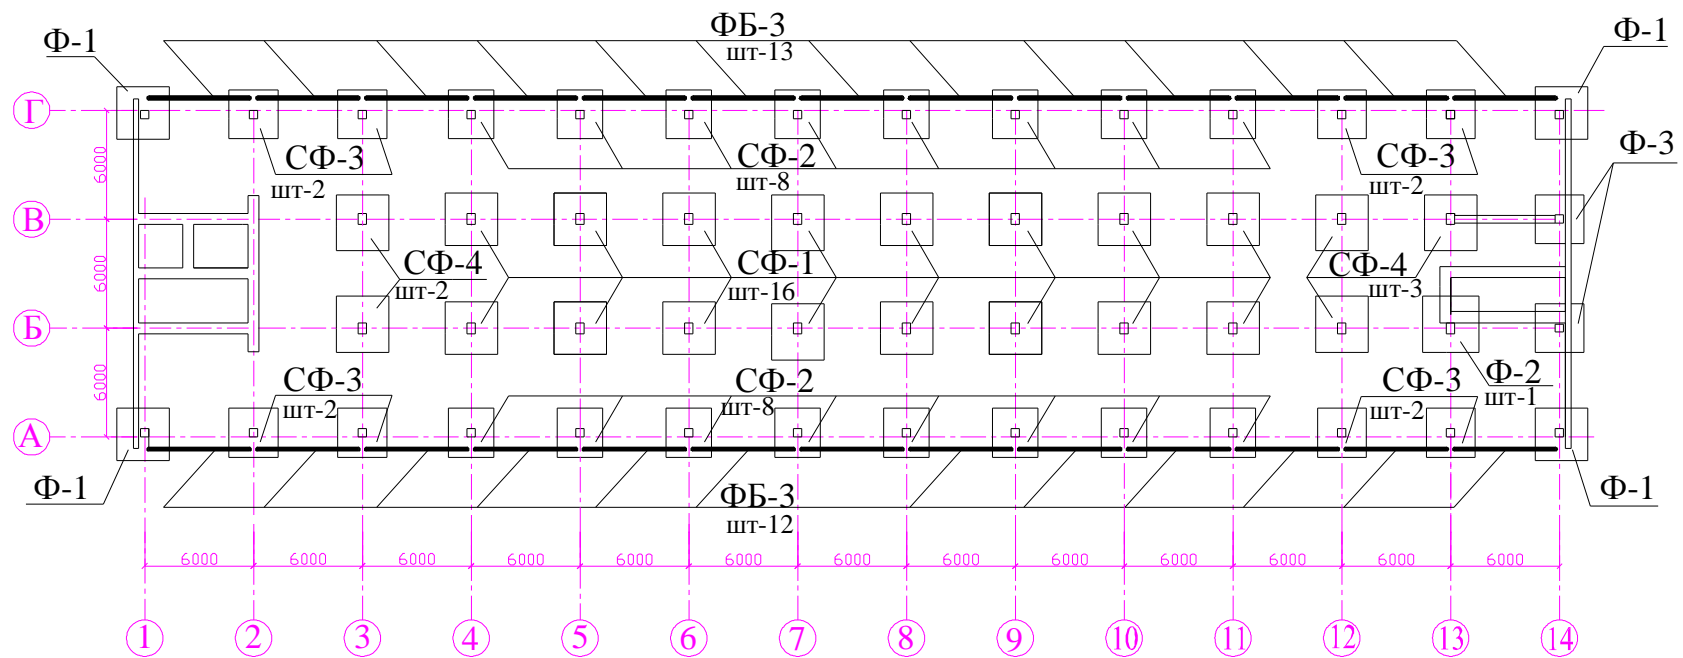 ФБ-3
шт-13
Ф-1
Ф-1
Г
6000
СФ-3
шт-2
СФ-2
шт-8
СФ-3
шт-2
Ф-3
В
6000
СФ-4
шт-2
СФ-1
шт-16
СФ-4
шт-3
Б
6000
СФ-3
шт-2
СФ-2
шт-8
СФ-3
шт-2
Ф-2
шт-1
А
Ф-1
ФБ-3
шт-12
Ф-1
6000 6000 6000 6000 6000 6000 6000 6000 6000 6000 6000 6000 6000
1 2 3 4 5 6 7 8 9 10 11 12 13 14